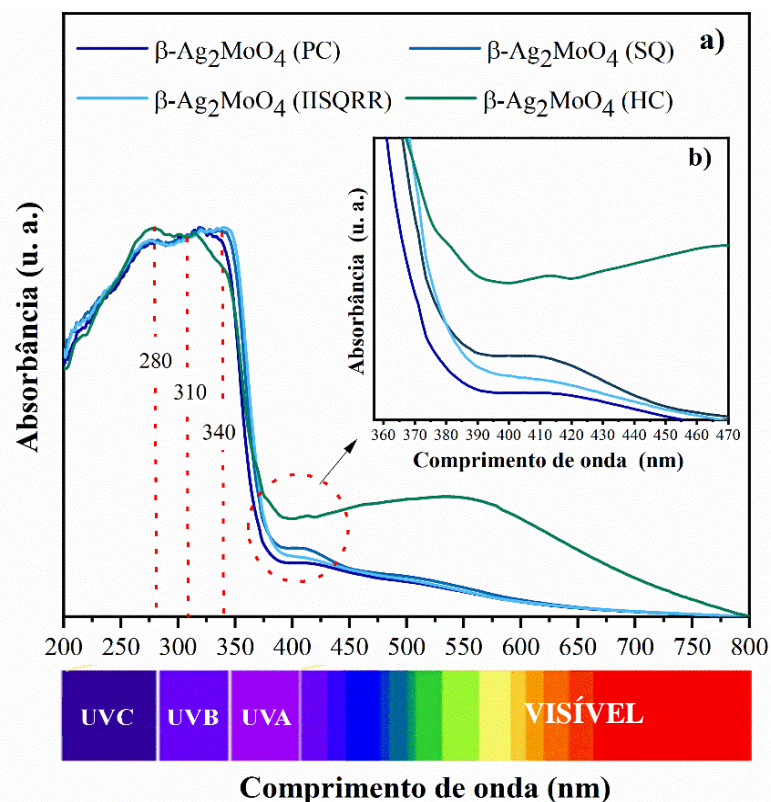 a)
β-Ag2MoO4 (PC) β-Ag2MoO4 (SQ)
β-Ag2MoO4 (IISQRR) β-Ag2MoO4 (HC)
b)
Absorbância (u. a.)
360 370 380 390 400 410 420 430 440 450 460 470
Comprimento de onda (nm)
Absorbância (u. a.)
280
310
340
200 250 300 350 400 450 500 550 600 650 700 750 800
UVC UVB UVA VISÍVEL
Comprimento de onda (nm)